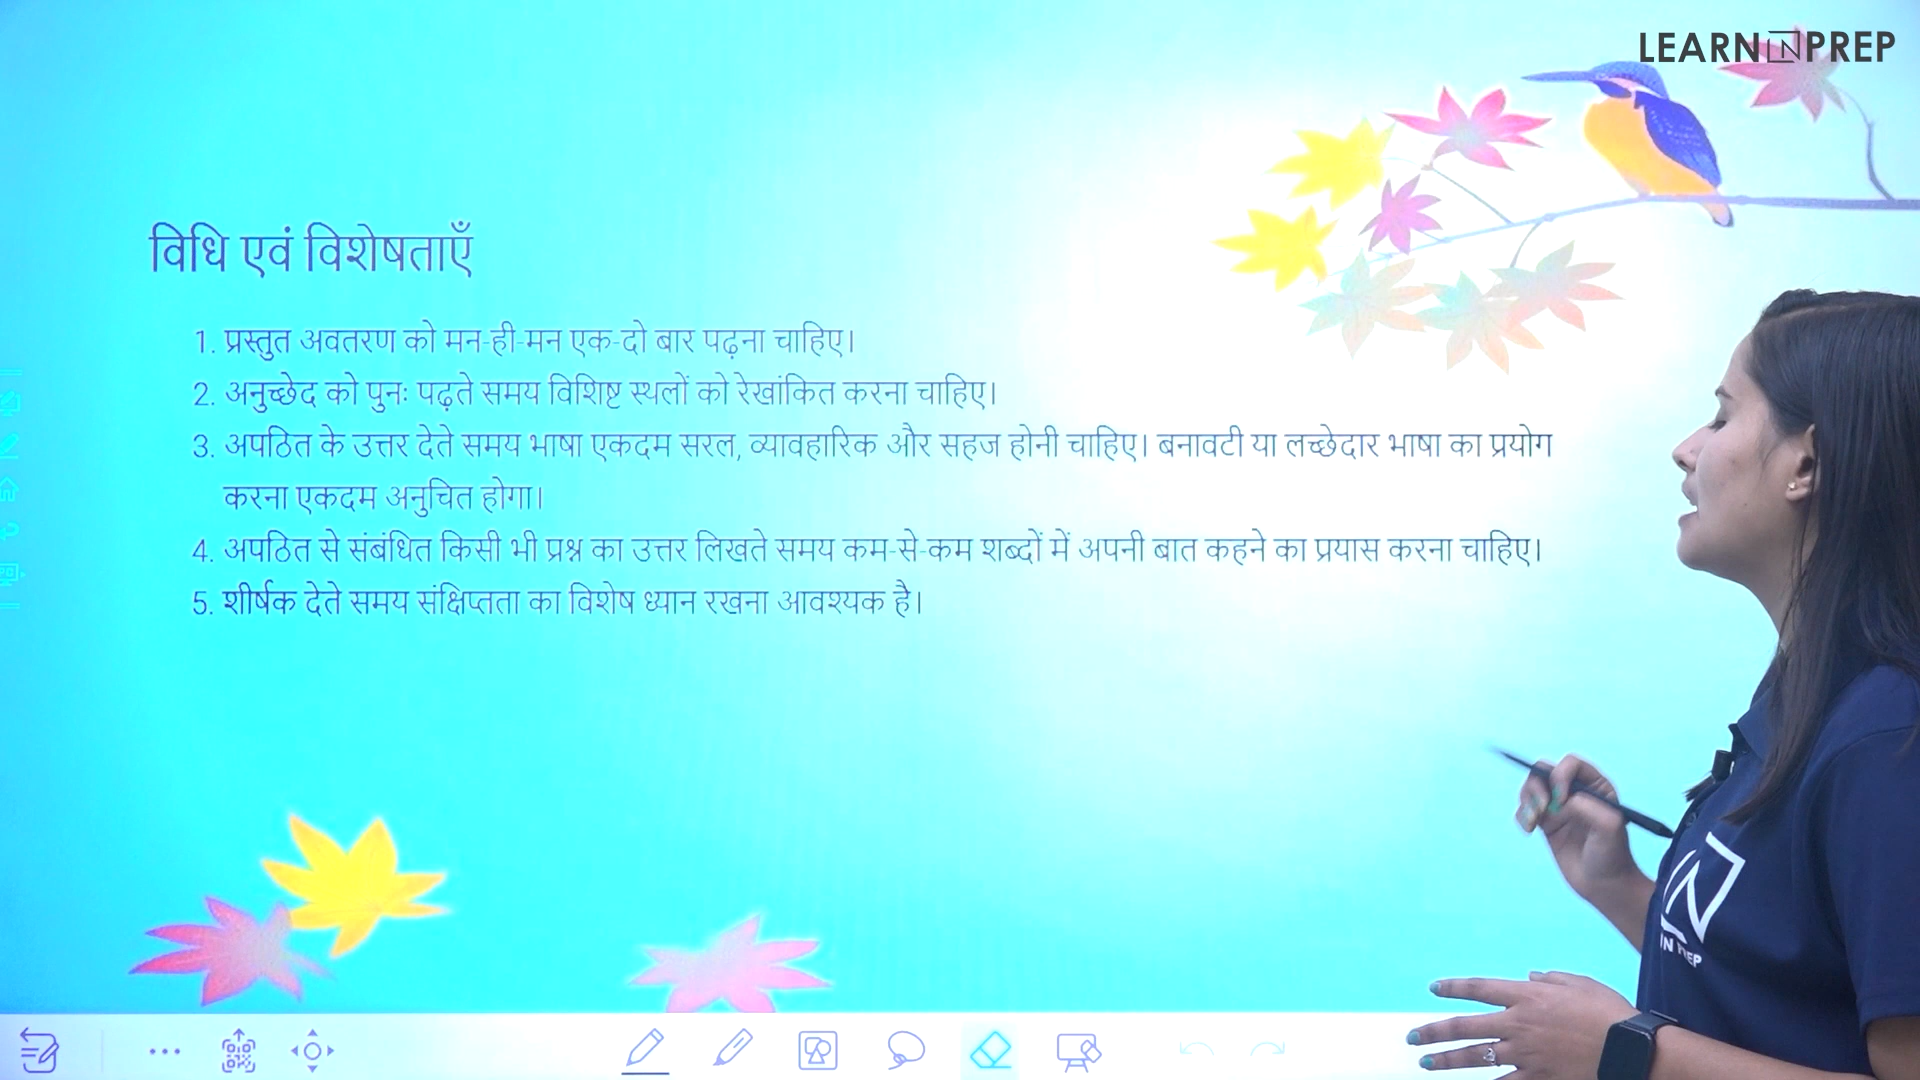 LEARN IN PREP
विधि एवं विशेषताएँ
1. प्रस्तुत अवतरण को मन-ही-मन एक-दो बार पढ़ना चाहिए।
2. अनुच्छेद को पुनः पढ़ते समय विशिष्ट स्थलों को रेखांकित करना चाहिए।
3. अपठित के उत्तर देते समय भाषा एकदम सरल, व्यावहारिक और सहज होनी चाहिए। बनावटी या लच्छेदार भाषा का प्रयोग
करना एकदम अनुचित होगा।
4. अपठित से संबंधित किसी भी प्रश्न का उत्तर लिखते समय कम-से-कम शब्दों में अपनी बात कहने का प्रयास करना चाहिए।
5. शीर्षक देते समय संक्षिप्तता का विशेष ध्यान रखना आवश्यक है।
IN PREP